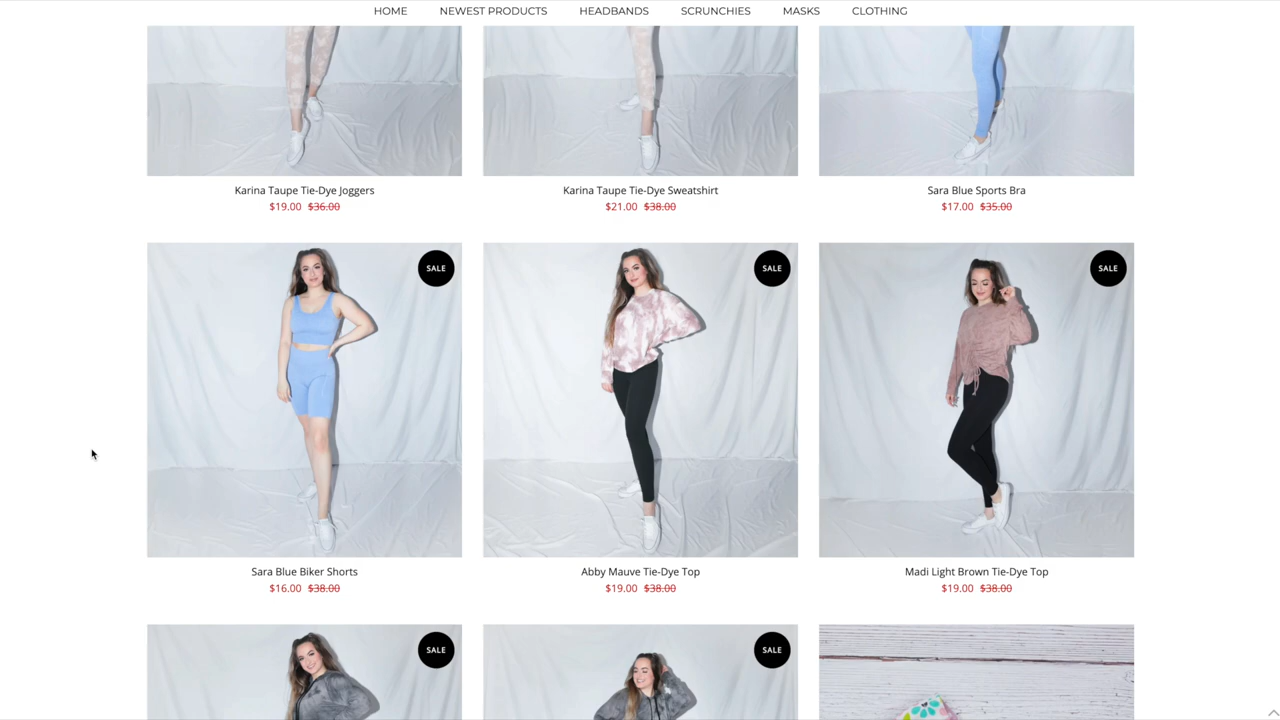 HOME NEWEST PRODUCTS HEADBANDS SCRUNCHIES MASKS CLOTHING
Karina Taupe Tie-Dye Joggers
$19.00 $36.00
Karina Taupe Tie-Dye Sweatshirt
$21.00 $38.00
Sara Blue Sports Bra
$17.00 $35.00
SALE
SALE
SALE
Sara Blue Biker Shorts
$16.00 $38.00
Abby Mauve Tie-Dye Top
$19.00 $38.00
Madi Light Brown Tie-Dye Top
$19.00 $38.00
SALE
SALE